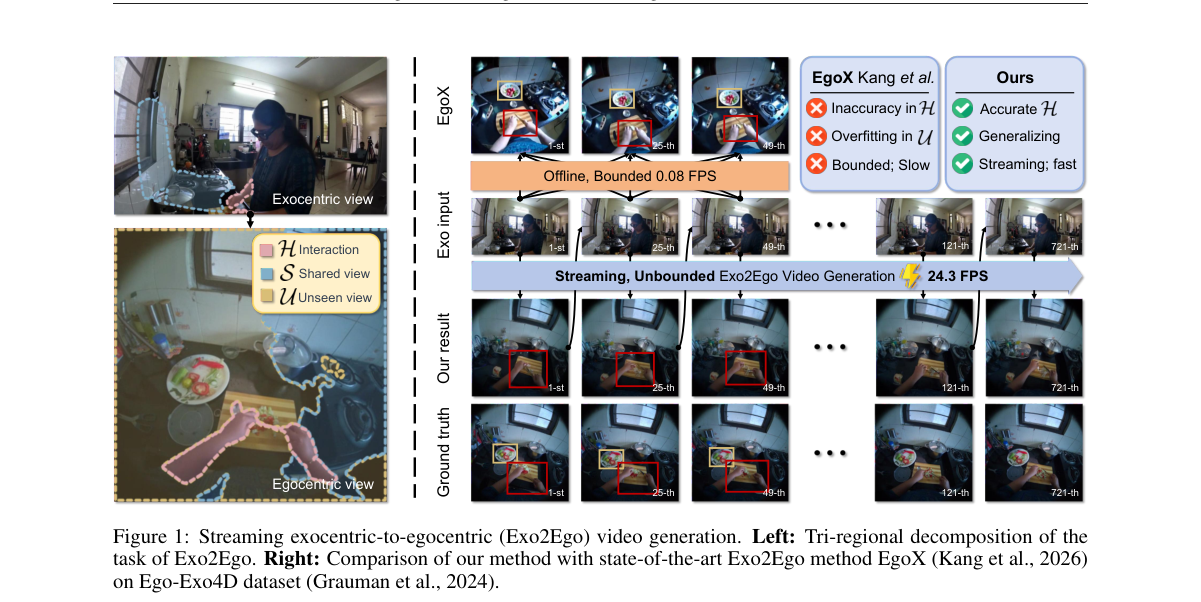 Exocentric view
ℋ Interaction
𝒮 Shared view
𝒰 Unseen view
Egocentric view
EgoX
1-st
25-th
49-th
EgoX Kang et al.
Inaccuracy in ℋ
Overfitting in 𝒰
Bounded; Slow
Ours
Accurate ℋ
Generalizing
Streaming; fast
Offline, Bounded 0.08 FPS
Exo input
1-st
25-th
49-th
121-th
721-th
Streaming, Unbounded Exo2Ego Video Generation 24.3 FPS
Our result
1-st
25-th
49-th
121-th
721-th
Ground truth
1-st
25-th
49-th
121-th
721-th
Figure 1: Streaming exocentric-to-egocentric (Exo2Ego) video generation. Left: Tri-regional decomposition of the
task of Exo2Ego. Right: Comparison of our method with state-of-the-art Exo2Ego method EgoX (Kang et al., 2026)
on Ego-Exo4D dataset (Grauman et al., 2024).